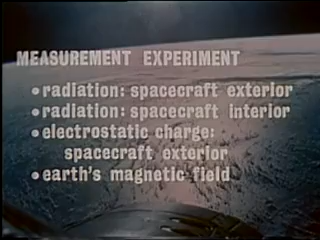 MEASUREMENT EXPERIMENT
• radiation: spacecraft exterior
• radiation: spacecraft interior
• electrostatic charge:
spacecraft exterior
• earth's magnetic field